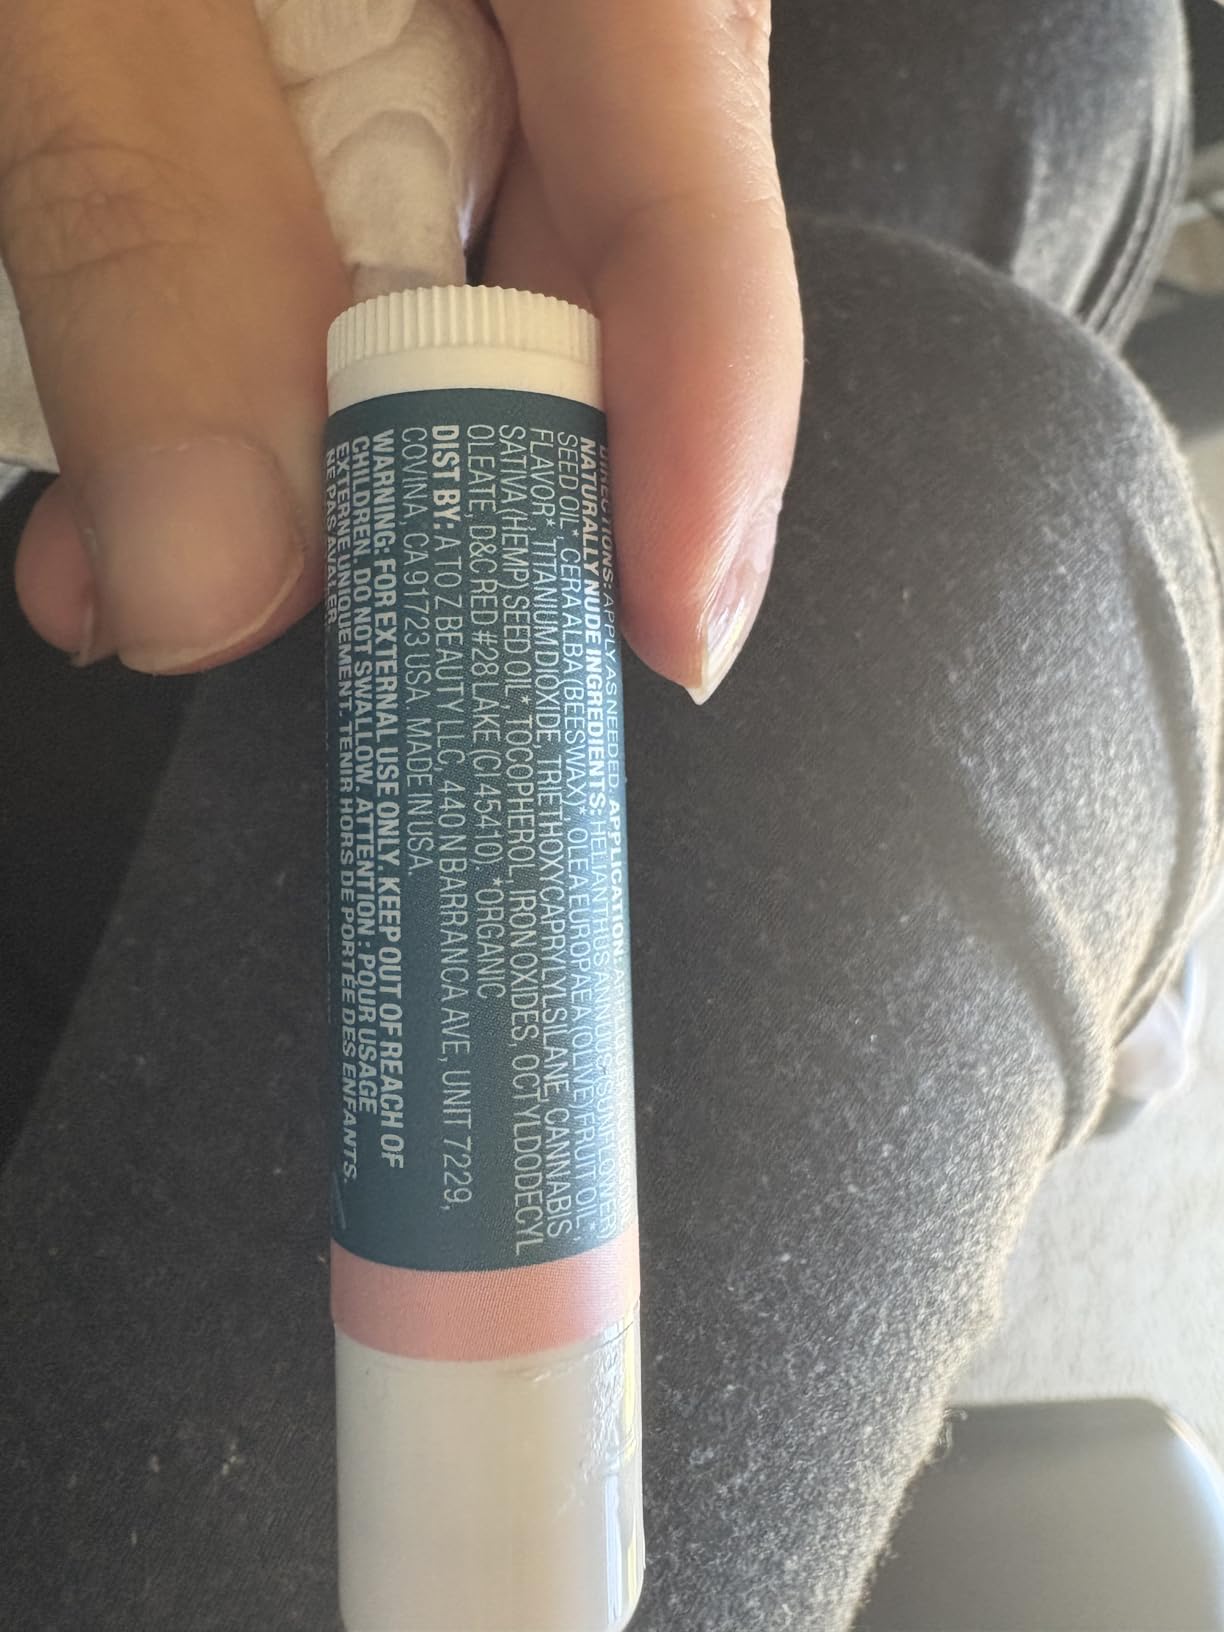 DIRECTIONS: APPLY AS NEEDED. APPLICATION:
NATURALLY NUDE INGREDIENTS: HELIANTHUS ANNUUS (SUNFLOWER)
SEED OIL*, CERA ALBA (BEESWAX)*, OLEA EUROPAEA (OLIVE) FRUIT OIL*,
FLAVOR*, TITANIUM DIOXIDE, TRIETHOXYCAPRYLYLSILANE, CANNABIS
SATIVA (HEMP) SEED OIL*, TOCOPHEROL, IRON OXIDES, OCTYLDODECYL
OLEATE, D&C RED #28 LAKE (CI 45410). *ORGANIC
DIST BY: A TO Z BEAUTY LLC, 440 N BARRANCA AVE, UNIT 7229,
COVINA, CA 91723 USA. MADE IN USA.
WARNING: FOR EXTERNAL USE ONLY. KEEP OUT OF REACH OF
CHILDREN. DO NOT SWALLOW. ATTENTION : POUR USAGE
EXTERNE UNIQUEMENT. TENIR HORS DE PORTÉE DES ENFANTS.
NE PAS AVALER.